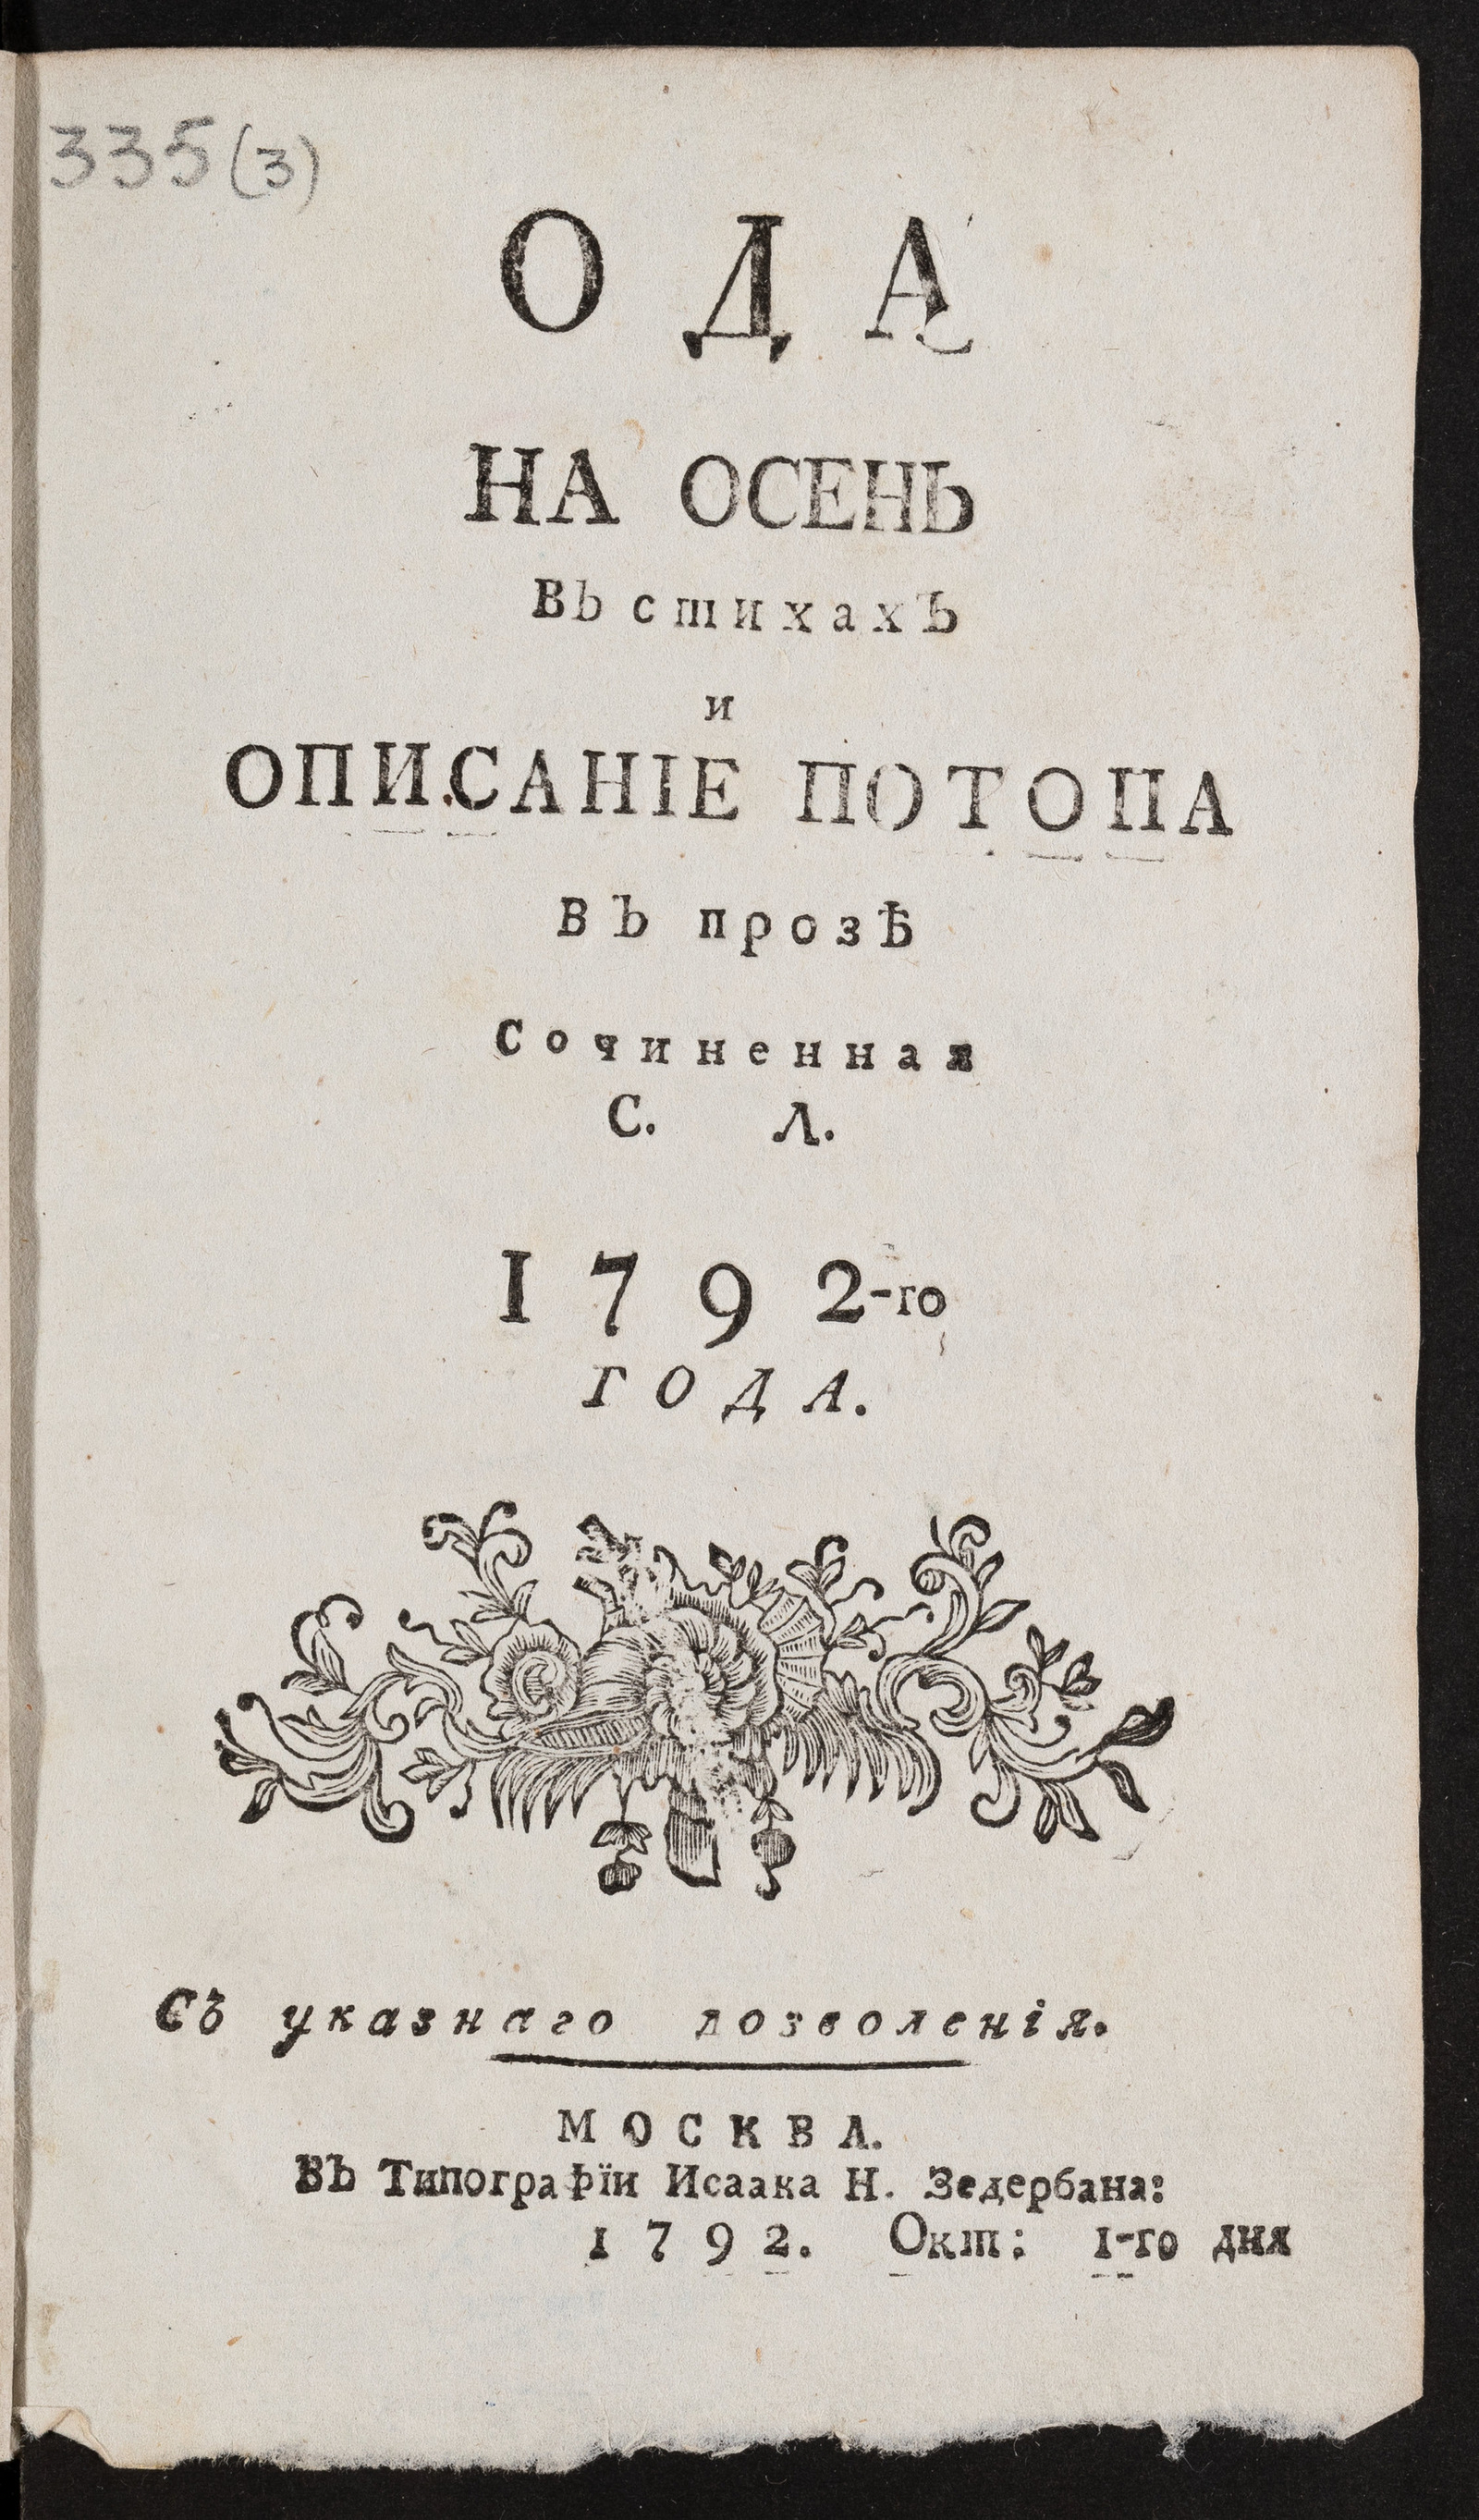 335(3)
ОДА
НА ОСЕНЬ
Въ стихахъ
и
ОПИСАНІЕ ПОТОПА
въ прозѣ
Сочиненная
С. Л.
1792-го
ГОДА.
Съ указнаго дозволенія.
МОСКВА.
Въ Типографїи Исаака Н. Зедербана:
1792. Окт: 1-го дня